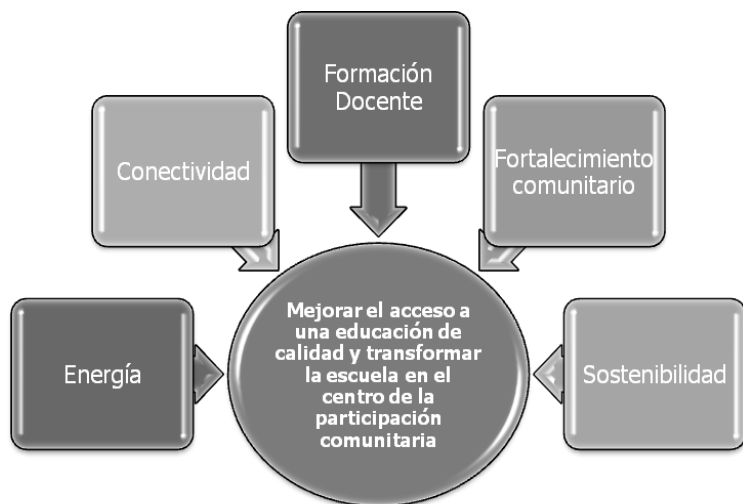 Formación
Docente
Conectividad
Fortalecimiento
comunitario
Energía
Mejorar el acceso a
una educación de
calidad y transformar
la escuela en el
centro de la
participación
comunitaria
Sostenibilidad